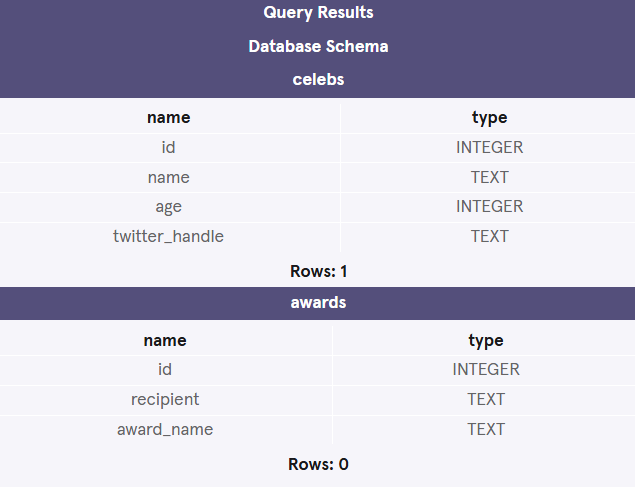 Query Results
Database Schema
celebs
name type
id INTEGER
name TEXT
age INTEGER
twitter_handle TEXT
Rows: 1
awards
name type
id INTEGER
recipient TEXT
award_name TEXT
Rows: 0